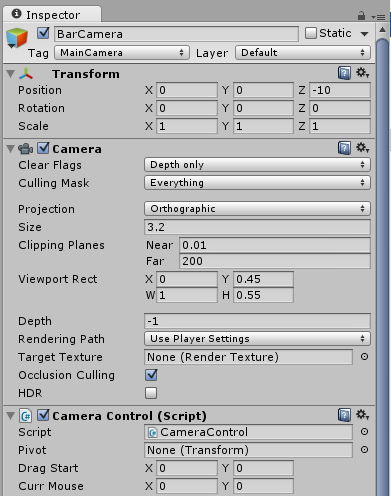 Inspector
BarCamera Static
Tag MainCamera Layer Default
Transform
Position X 0 Y 0 Z -10
Rotation X 0 Y 0 Z 0
Scale X 1 Y 1 Z 1
Camera
Clear Flags Depth only
Culling Mask Everything
Projection Orthographic
Size 3.2
Clipping Planes Near 0.01
Far 200
Viewport Rect X 0 Y 0.45
W 1 H 0.55
Depth -1
Rendering Path Use Player Settings
Target Texture None (Render Texture)
Occlusion Culling
HDR
Camera Control (Script)
Script CameraControl
Pivot None (Transform)
Drag Start X 0 Y 0
Curr Mouse X 0 Y 0